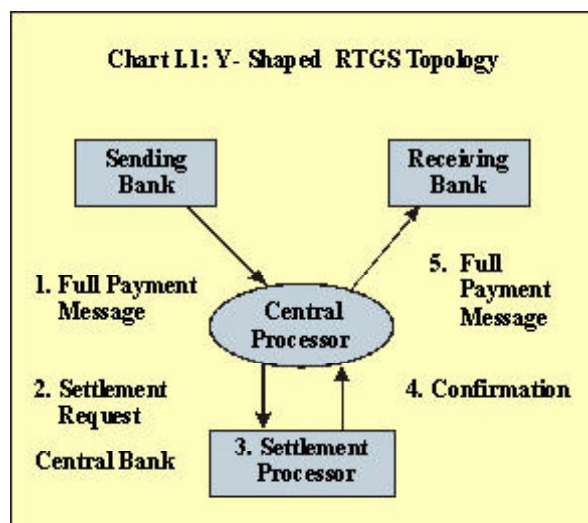 Chart I.1: Y- Shaped RTGS Topology
Sending
Bank
Receiving
Bank
1. Full Payment
Message
5. Full
Payment
Message
Central
Processor
2. Settlement
Request
4. Confirmation
Central Bank
3. Settlement
Processor